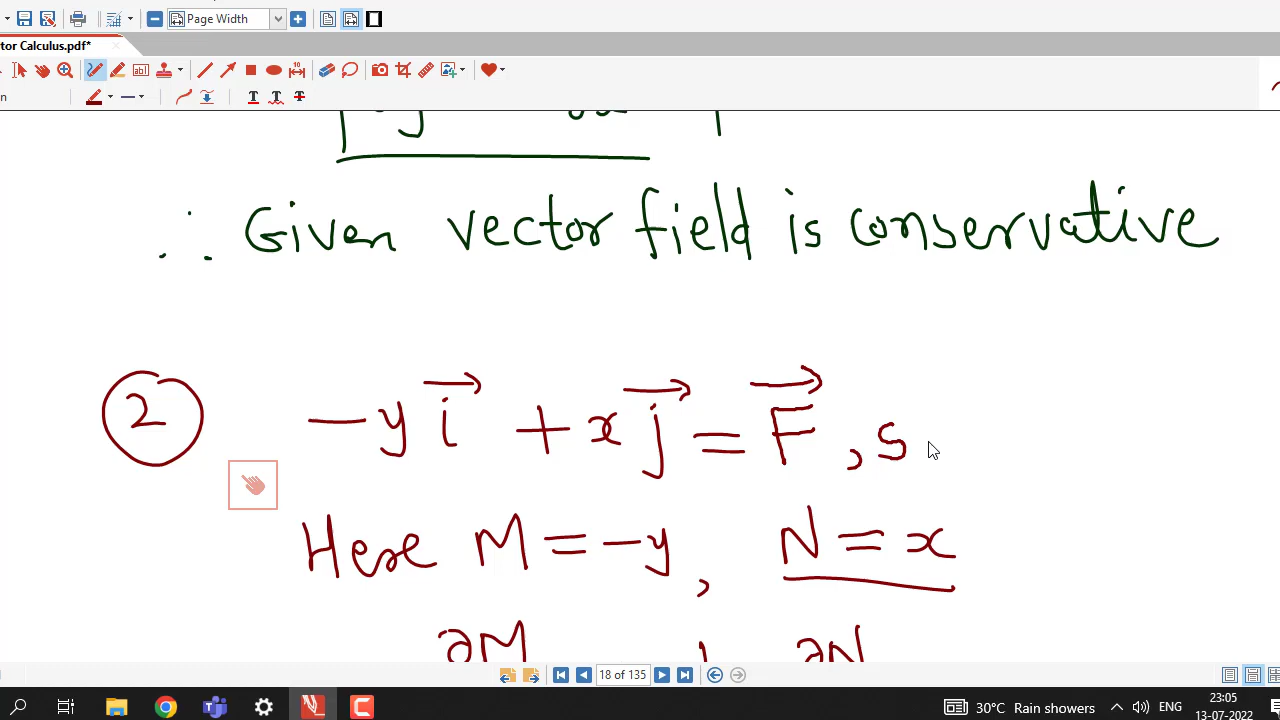 Page Width
tor Calculus.pdf*
∴ Given vector field is conservative
② -y i⃗ + x j⃗ = F⃗ , s
Here M = -y , N = x
∂M ∂N
18 of 135
30°C Rain showers ENG 23:05
13-07-2022